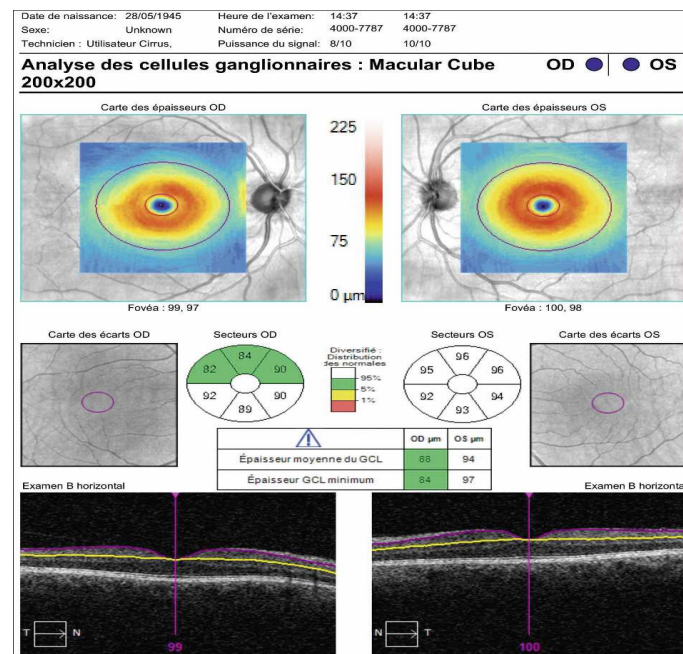 Date de naissance: 28/05/1945 Heure de l'examen: 14:37 14:37
Sexe: Unknown Numéro de série: 4000-7787 4000-7787
Technicien : Utilisateur Cirrus, Puissance du signal: 8/10 10/10
Analyse des cellules ganglionnaires : Macular Cube 200x200 OD OS
Carte des épaisseurs OD Carte des épaisseurs OS
225
150
75
0 µm
Fovéa : 99, 97 Fovéa : 100, 98
Carte des écarts OD Secteurs OD Secteurs OS Carte des écarts OS
Diversifié :
Distribution
des normales
95%
5%
1%
84
82 90
92 90
89
96
95 96
92 94
93
OD µm OS µm
Épaisseur moyenne du GCL 88 94
Épaisseur GCL minimum 84 97
Examen B horizontal Examen B horizonta
T N
99
N T
100